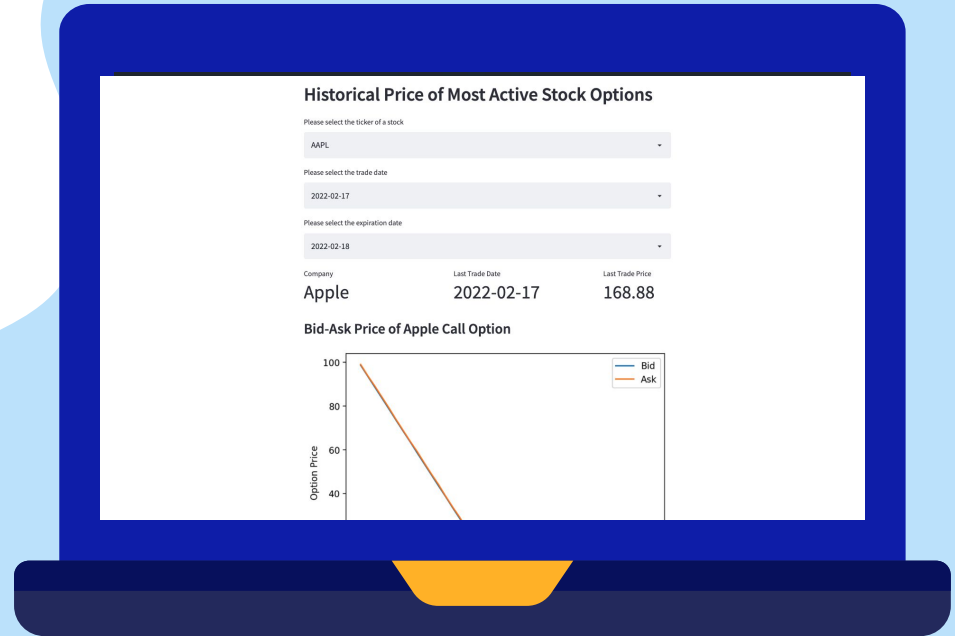 Historical Price of Most Active Stock Options
Please select the ticker of a stock
AAPL
Please select the trade date
2022-02-17
Please select the expiration date
2022-02-18
Company Last Trade Date Last Trade Price
Apple 2022-02-17 168.88
Bid-Ask Price of Apple Call Option
100
Bid
Ask
80
60
40
Option Price